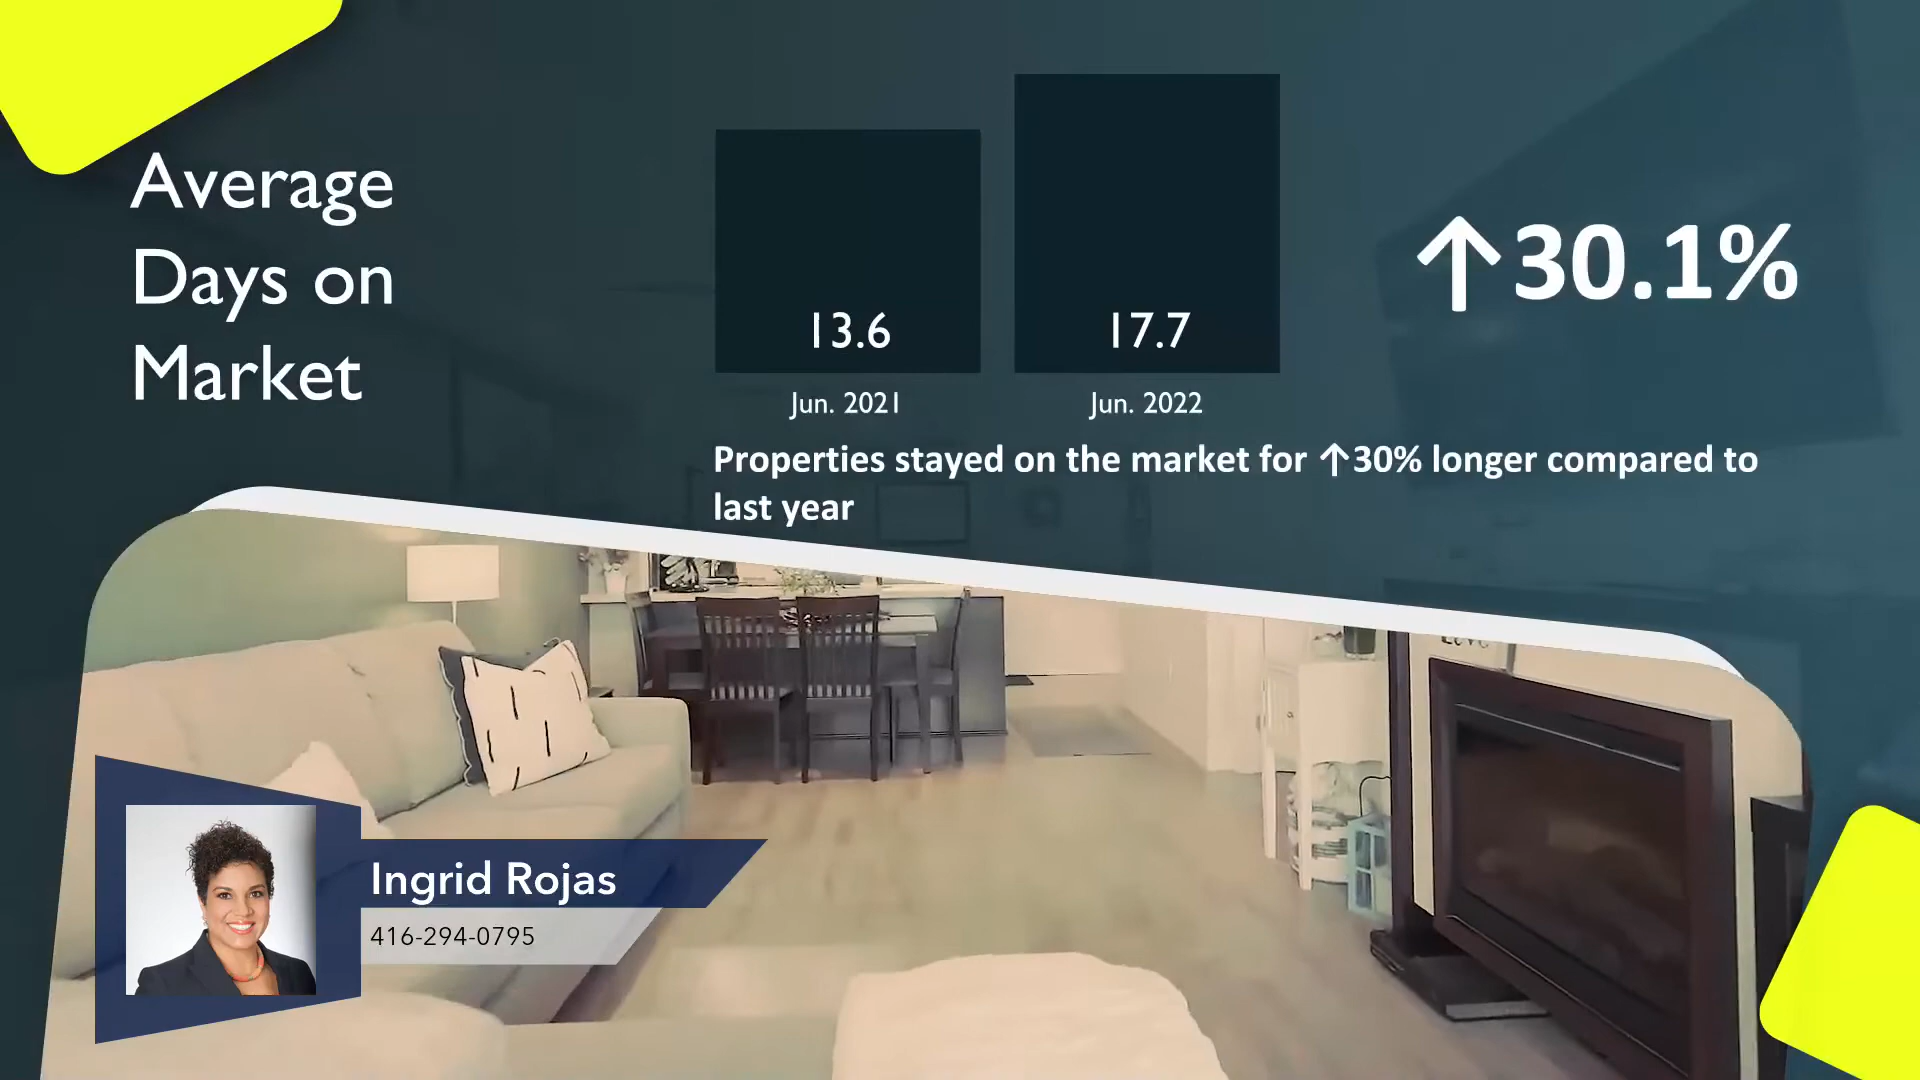 Average
Days on
Market
13.6
17.7
Jun. 2021
Jun. 2022
↑30.1%
Properties stayed on the market for ↑30% longer compared to
last year
Ingrid Rojas
416-294-0795